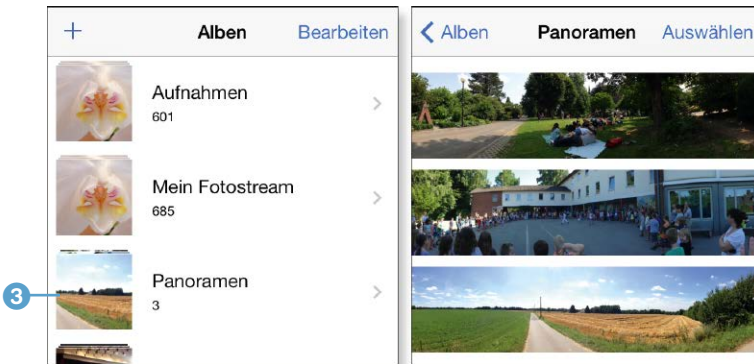 + Alben Bearbeiten
Aufnahmen
601
Mein Fotostream
685
Panoramen
3
3
Alben Panoramen Auswählen